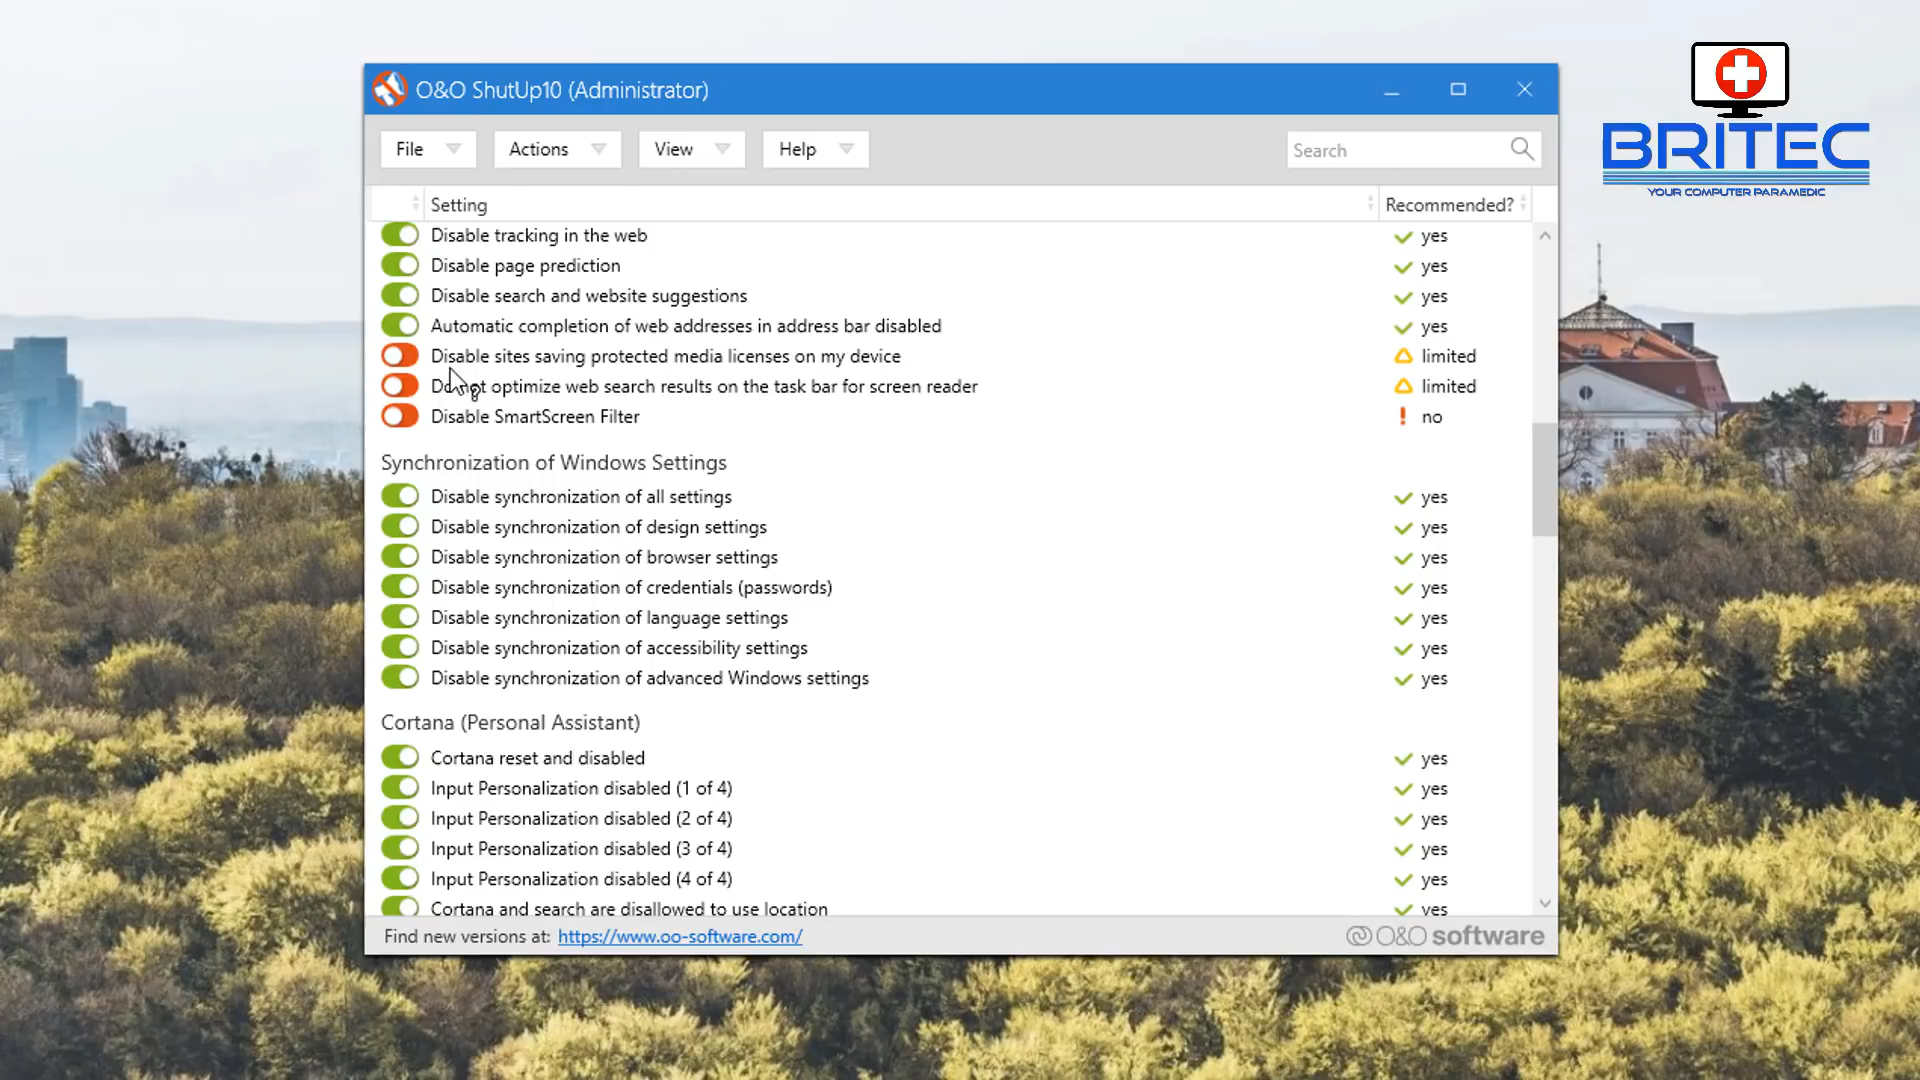 O&O ShutUp10 (Administrator)
BRITEC
YOUR COMPUTER PARAMEDIC
File Actions View Help Search
Setting Recommended?
Disable tracking in the web yes
Disable page prediction yes
Disable search and website suggestions yes
Automatic completion of web addresses in address bar disabled yes
Disable sites saving protected media licenses on my device limited
optimize web search results on the task bar for screen reader limited
Disable SmartScreen Filter no
Synchronization of Windows Settings
Disable synchronization of all settings yes
Disable synchronization of design settings yes
Disable synchronization of browser settings yes
Disable synchronization of credentials (passwords) yes
Disable synchronization of language settings yes
Disable synchronization of accessibility settings yes
Disable synchronization of advanced Windows settings yes
Cortana (Personal Assistant)
Cortana reset and disabled yes
Input Personalization disabled (1 of 4) yes
Input Personalization disabled (2 of 4) yes
Input Personalization disabled (3 of 4) yes
Input Personalization disabled (4 of 4) yes
Cortana and search are disallowed to use location yes
Find new versions at: https://www.oo-software.com/ O&O software